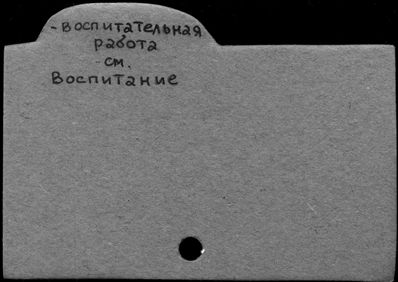 -Воспитательная
работа
см.
Воспитание